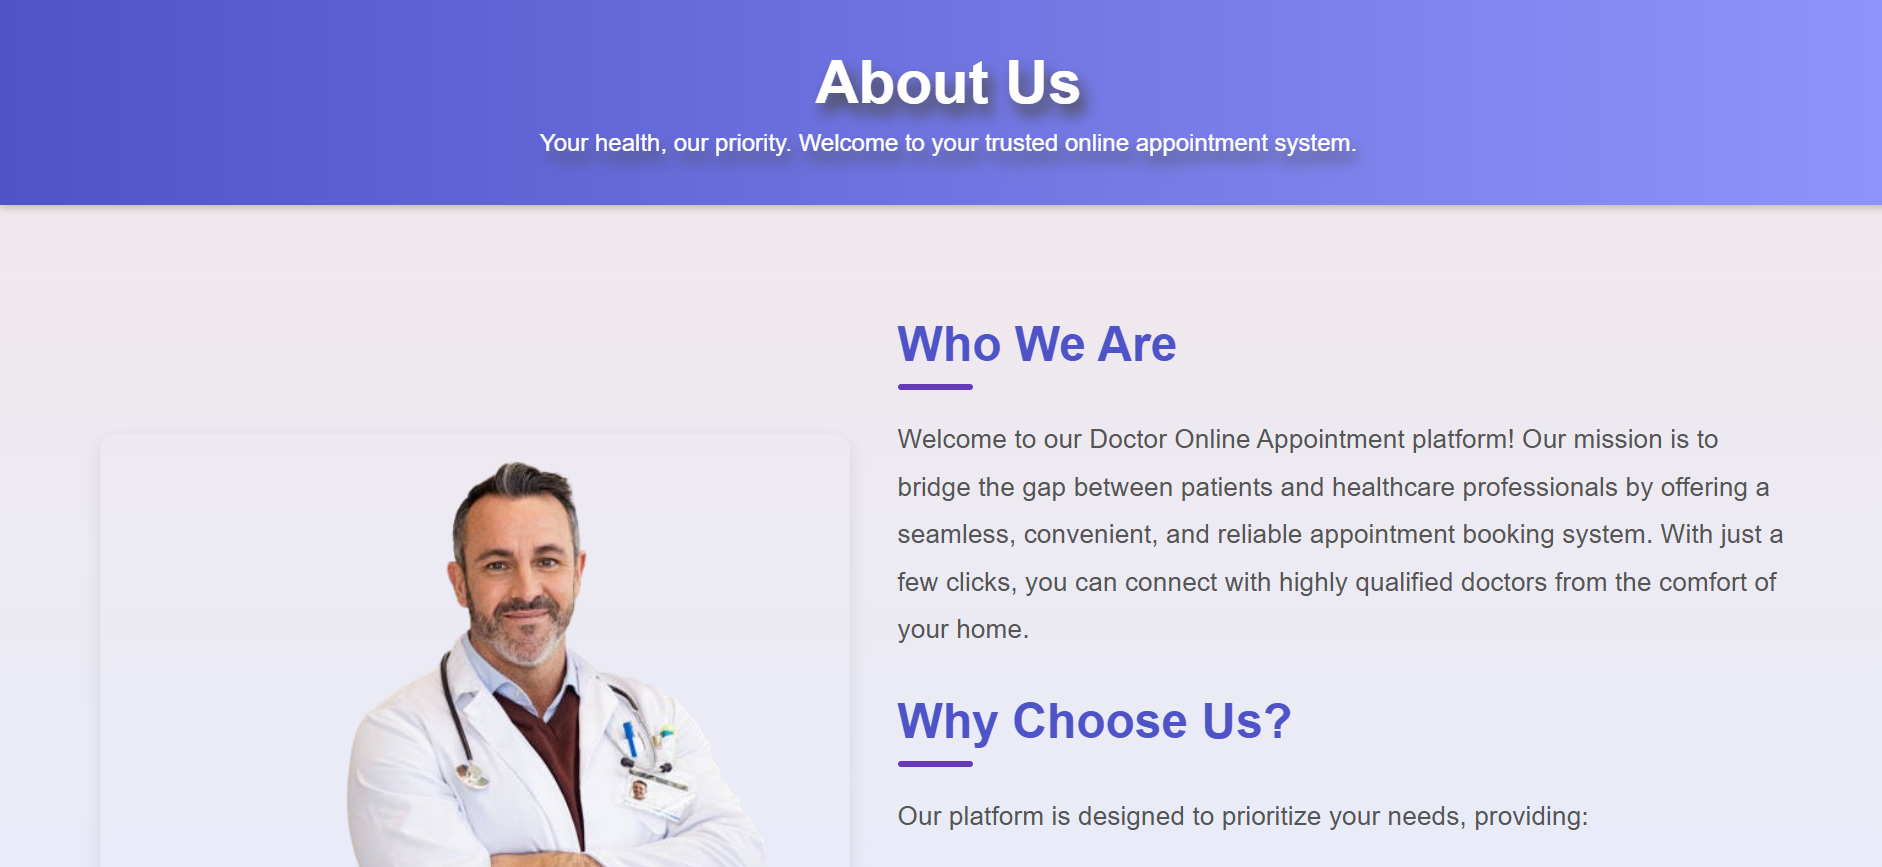 About Us
Your health, our priority. Welcome to your trusted online appointment system.
Who We Are
Welcome to our Doctor Online Appointment platform! Our mission is to
bridge the gap between patients and healthcare professionals by offering a
seamless, convenient, and reliable appointment booking system. With just a
few clicks, you can connect with highly qualified doctors from the comfort of
your home.
Why Choose Us?
Our platform is designed to prioritize your needs, providing: